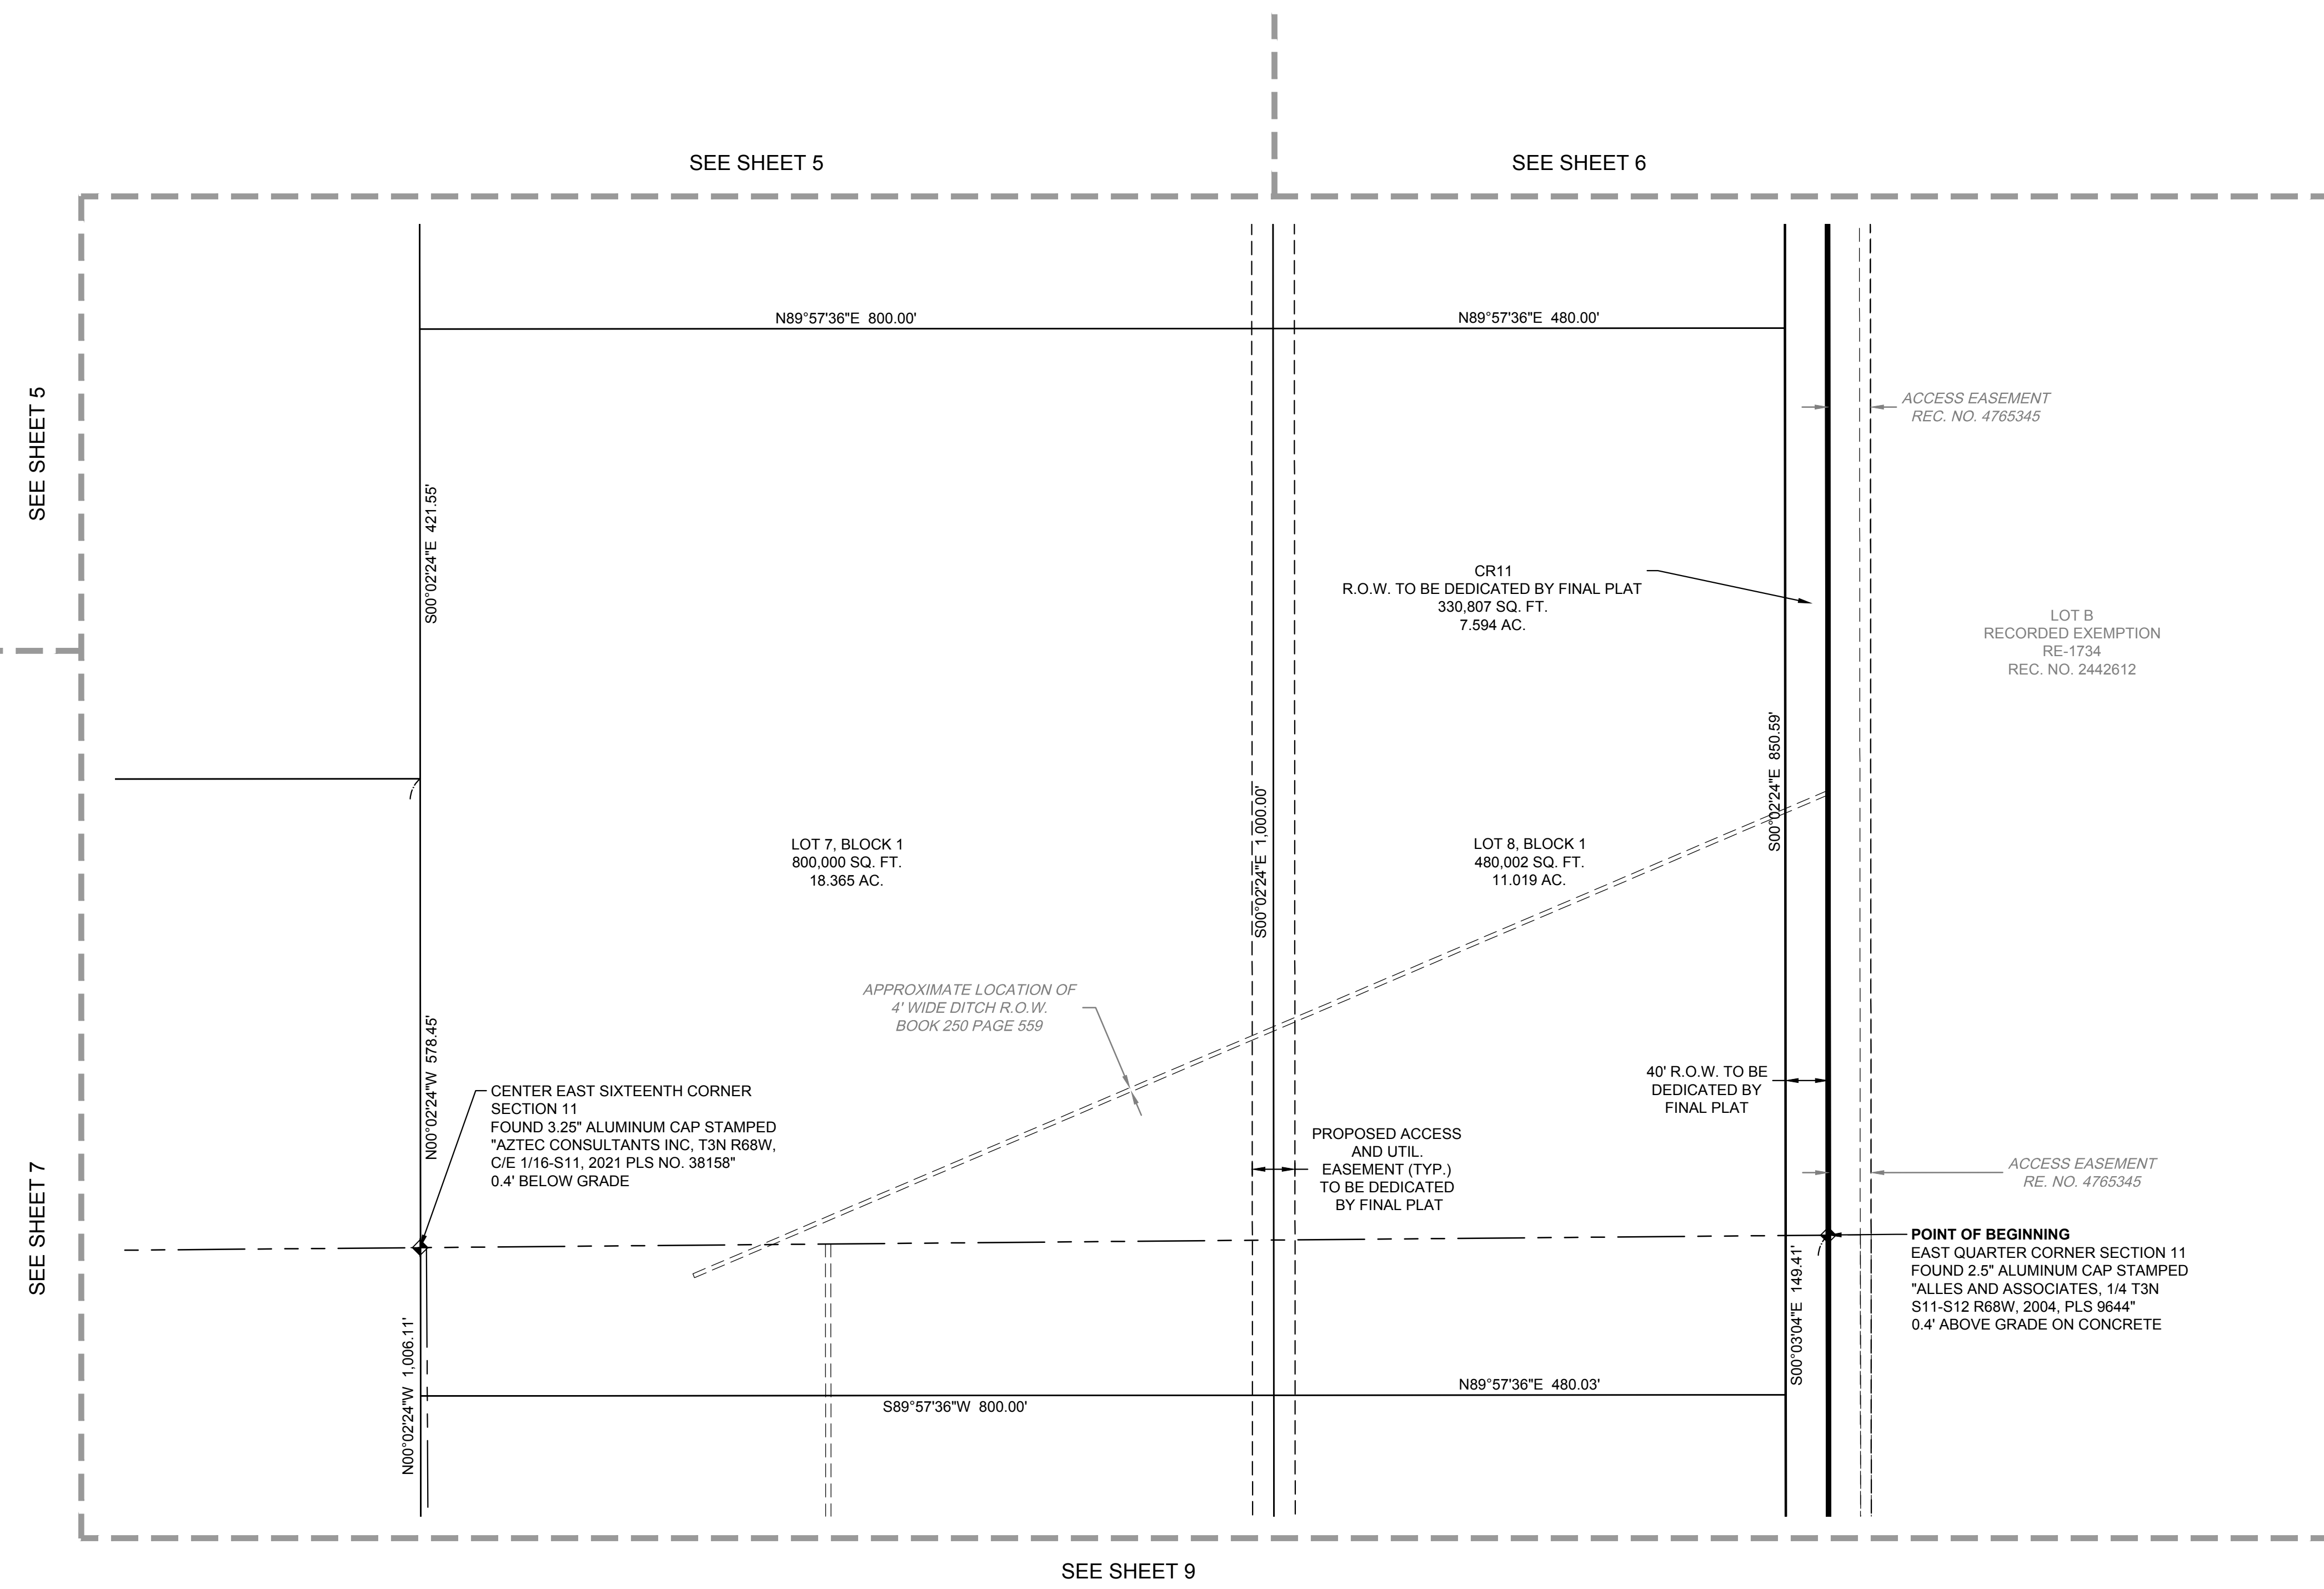 SEE SHEET 5
SEE SHEET 6
SEE SHEET 5
SEE SHEET 7
N89°57'36"E  800.00'
N89°57'36"E  480.00'
ACCESS EASEMENT
REC. NO. 4765345
S00°02'24"E  421.55'
CR11
R.O.W. TO BE DEDICATED BY FINAL PLAT
330,807 SQ. FT.
7.594 AC.
LOT B
RECORDED EXEMPTION
RE-1734
REC. NO. 2442612
S00°02'24"E  850.59'
S00°02'24"E  1,000.00'
LOT 7, BLOCK 1
800,000 SQ. FT.
18.365 AC.
LOT 8, BLOCK 1
480,002 SQ. FT.
11.019 AC.
APPROXIMATE LOCATION OF
4' WIDE DITCH R.O.W.
BOOK 250 PAGE 559
N00°02'24"W  578.45'
CENTER EAST SIXTEENTH CORNER
SECTION 11
FOUND 3.25" ALUMINUM CAP STAMPED
"AZTEC CONSULTANTS INC, T3N R68W,
C/E 1/16-S11, 2021 PLS NO. 38158"
0.4' BELOW GRADE
40' R.O.W. TO BE
DEDICATED BY
FINAL PLAT
PROPOSED ACCESS
AND UTIL.
EASEMENT (TYP.)
TO BE DEDICATED
BY FINAL PLAT
ACCESS EASEMENT
RE. NO. 4765345
POINT OF BEGINNING
EAST QUARTER CORNER SECTION 11
FOUND 2.5" ALUMINUM CAP STAMPED
"ALLES AND ASSOCIATES, 1/4 T3N
S11-S12 R68W, 2004, PLS 9644"
0.4' ABOVE GRADE ON CONCRETE
S00°03'04"E  149.41'
N00°02'24"W  1,006.11'
N89°57'36"E  480.03'
S89°57'36"W  800.00'
SEE SHEET 9